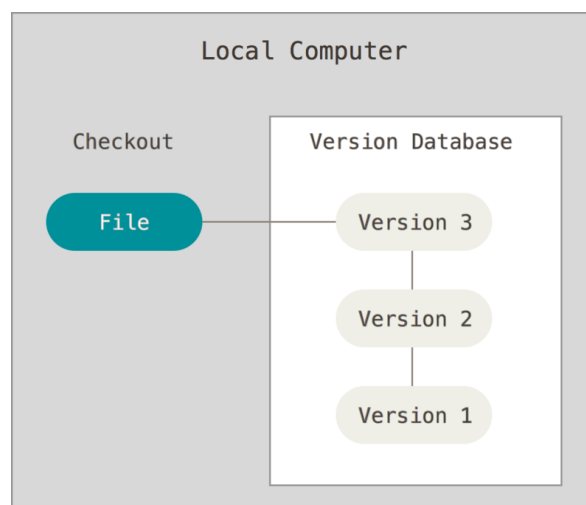 Local Computer
Checkout
Version Database
File
Version 3
Version 2
Version 1